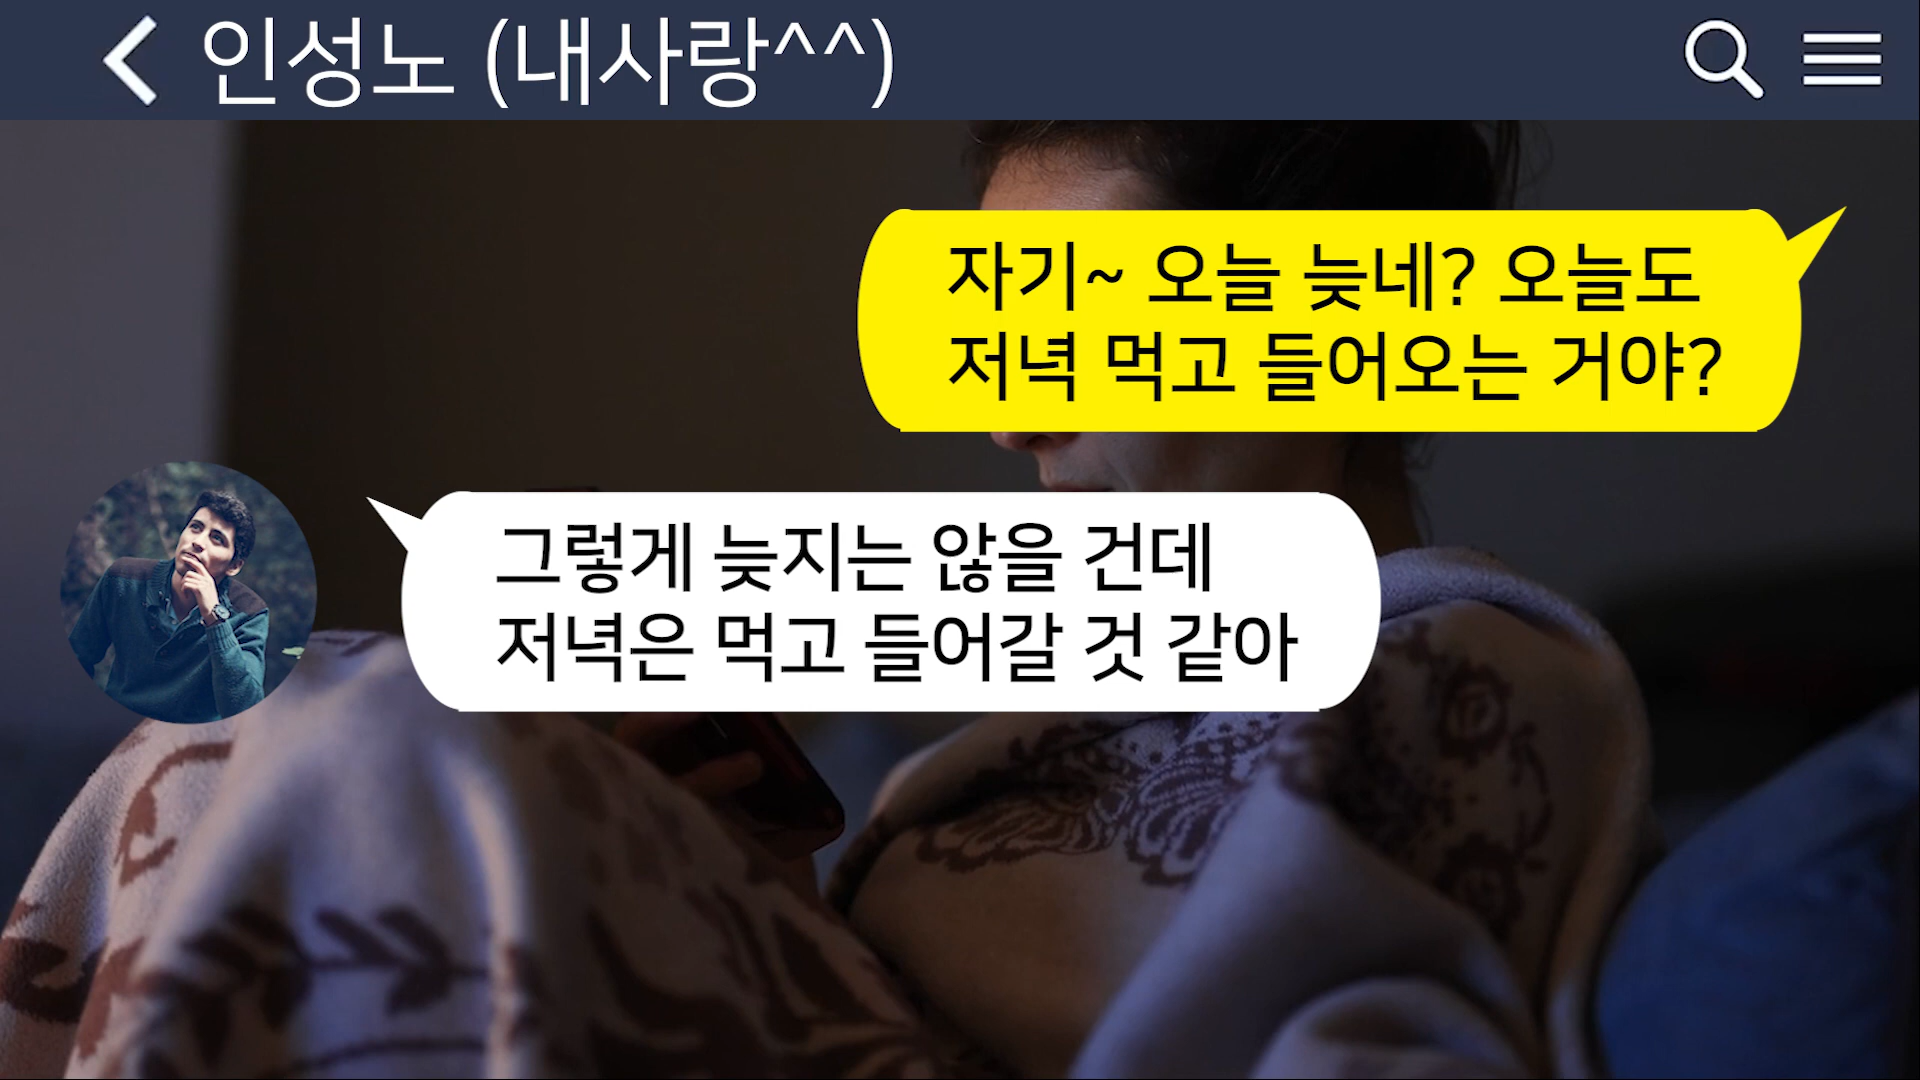 인성노 (내사랑^^)
자기~ 오늘 늦네? 오늘도
저녁 먹고 들어오는 거야?
그렇게 늦지는 않을 건데
저녁은 먹고 들어갈 것 같아